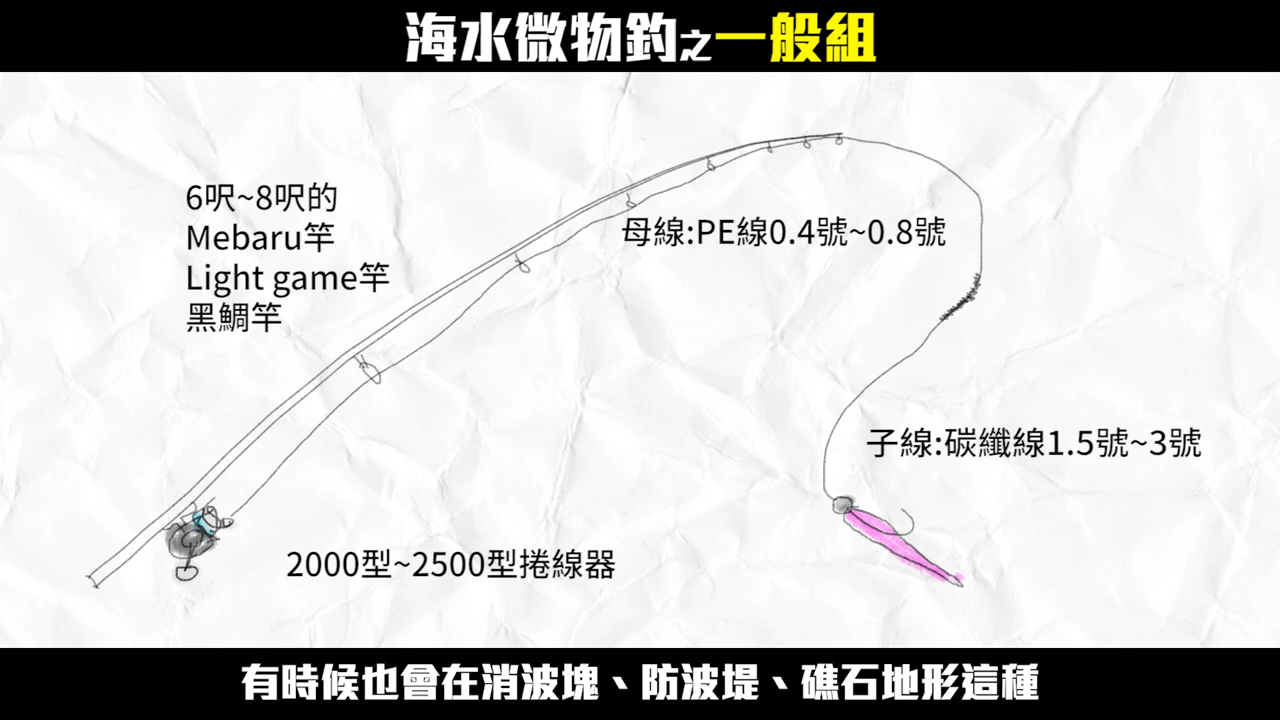 海水微物釣之一般組
6呎~8呎的
Mebaru竿
Light game竿
黑鯛竿
母線:PE線0.4號~0.8號
子線:碳纖線1.5號~3號
2000型~2500型捲線器
有時候也會在消波塊、防波堤、礁石地形這種